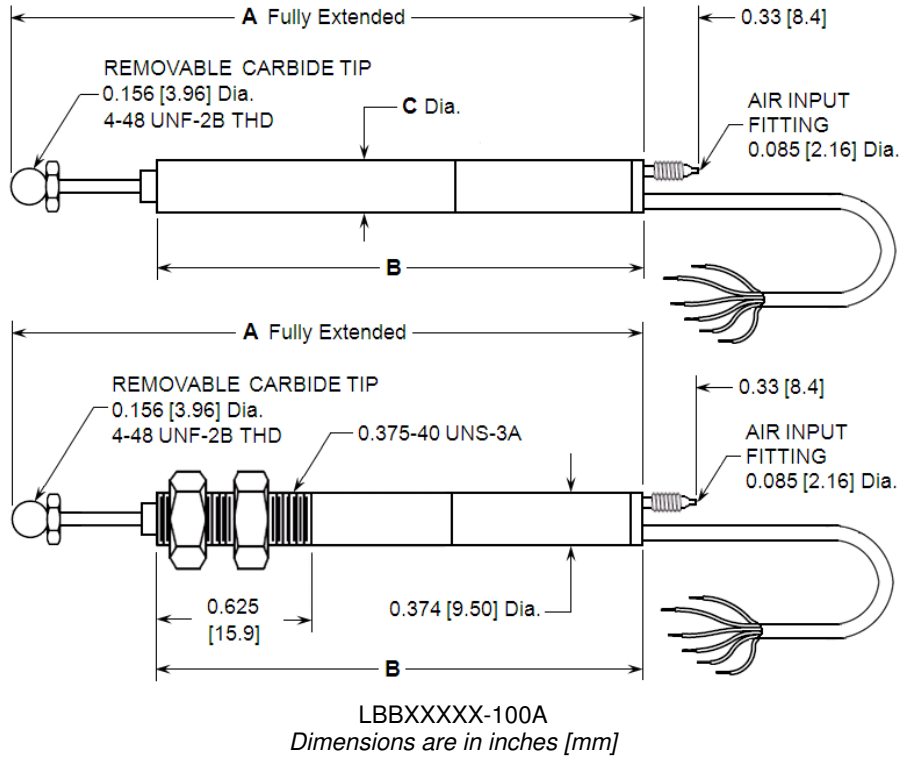 A Fully Extended
0.33 [8.4]
REMOVABLE CARBIDE TIP
0.156 [3.96] Dia.
4-48 UNF-2B THD
C Dia.
AIR INPUT
FITTING
0.085 [2.16] Dia.
B
A Fully Extended
REMOVABLE CARBIDE TIP
0.156 [3.96] Dia.
4-48 UNF-2B THD
0.375-40 UNS-3A
0.33 [8.4]
AIR INPUT
FITTING
0.085 [2.16] Dia.
0.625
[15.9]
0.374 [9.50] Dia.
B
LBBXXXXX-100A
Dimensions are in inches [mm]